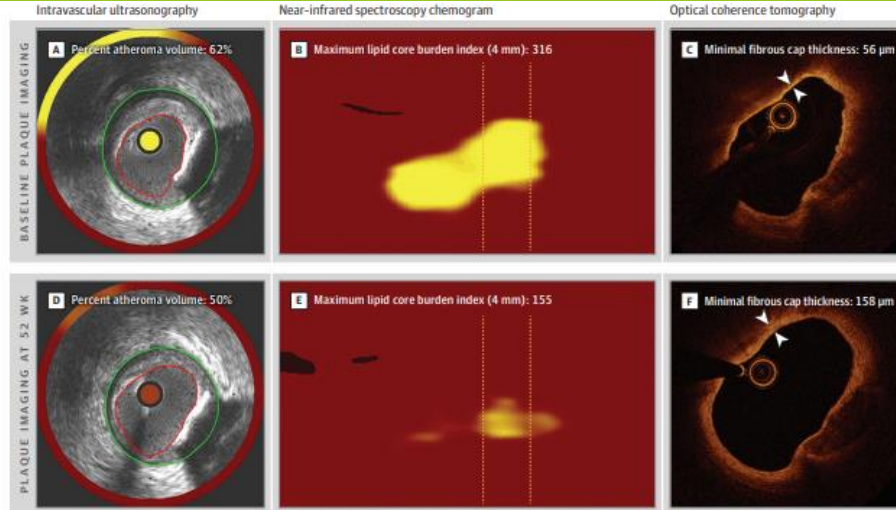 Intravascular ultrasonography
Near-infrared spectroscopy chemogram
Optical coherence tomography
BASELINE PLAQUE IMAGING
A Percent atheroma volume: 62%
B Maximum lipid core burden index (4 mm): 316
C Minimal fibrous cap thickness: 56 μm
PLAQUE IMAGING AT 52 WK
D Percent atheroma volume: 50%
E Maximum lipid core burden index (4 mm): 155
F Minimal fibrous cap thickness: 158 μm